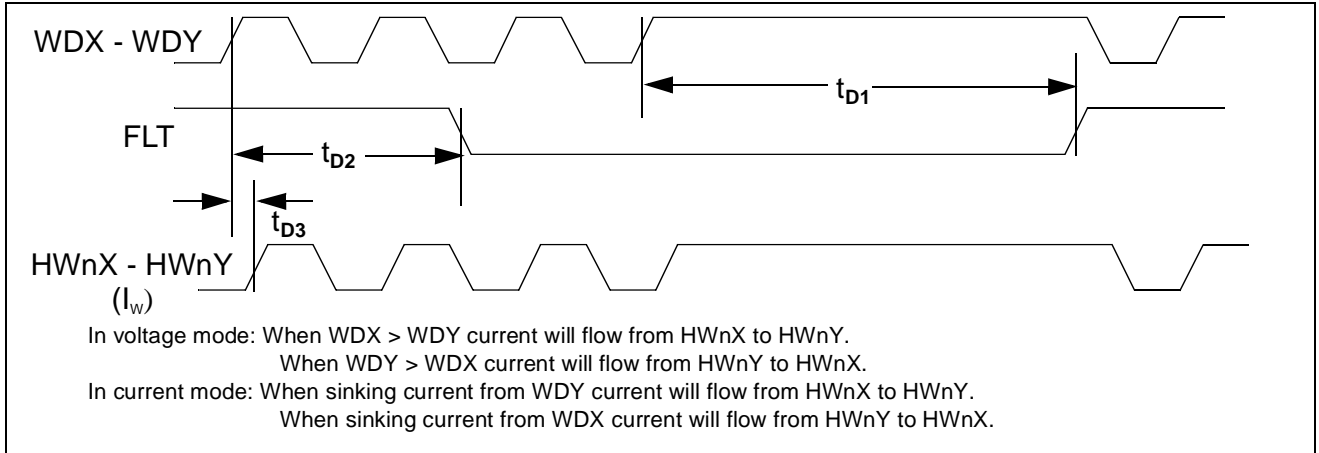 WDX - WDY
tD1
FLT
tD2
tD3
HWnX - HWnY
(Iw)
In voltage mode: When WDX > WDY current will flow from HWnX to HWnY.
When WDY > WDX current will flow from HWnY to HWnX.
In current mode: When sinking current from WDY current will flow from HWnX to HWnY.
When sinking current from WDX current will flow from HWnY to HWnX.